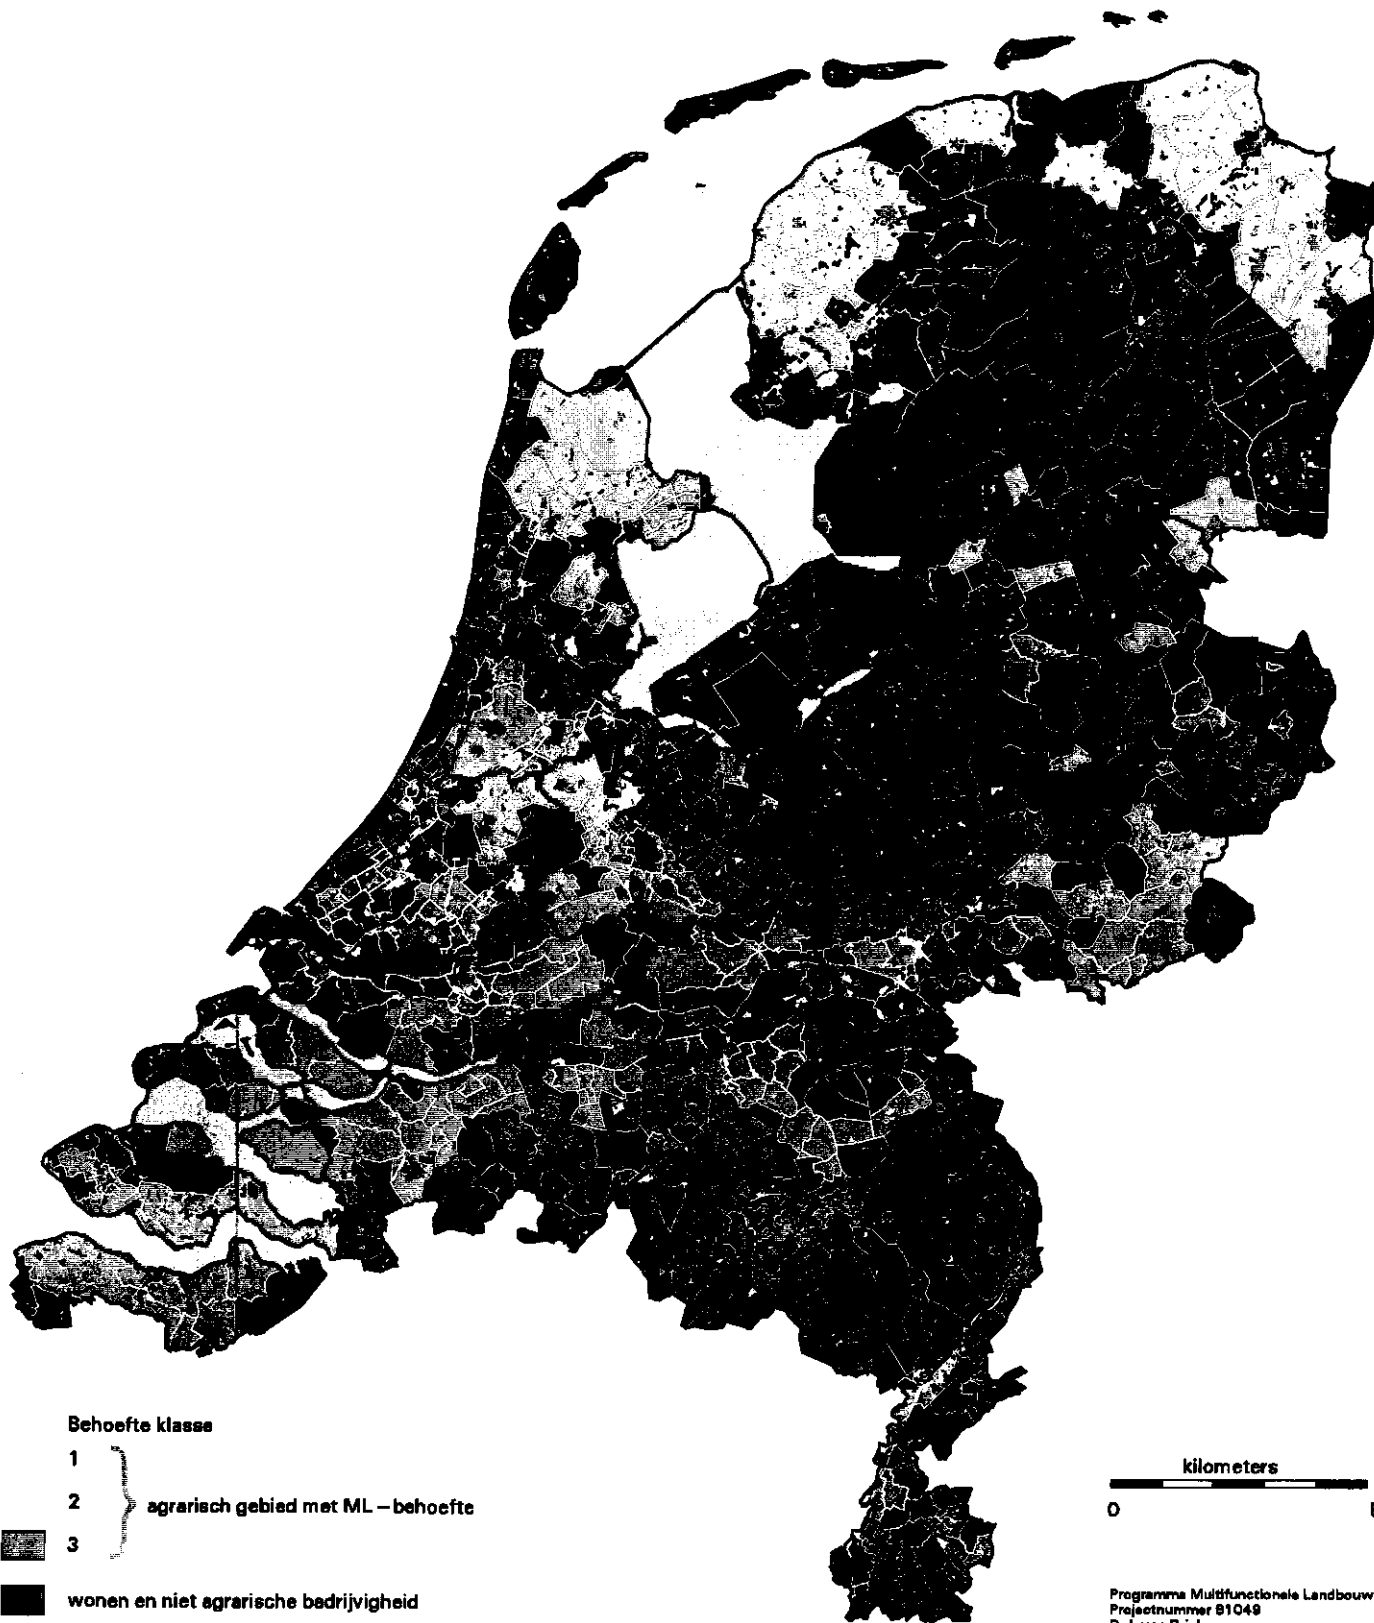 Behoefte klasse
1
2
agrarisch gebied met ML – behoefte
3
wonen en niet agrarische bedrijvigheid
kilometers
0
Programma Multifunctionele Landbouw
Projectnummer 81049